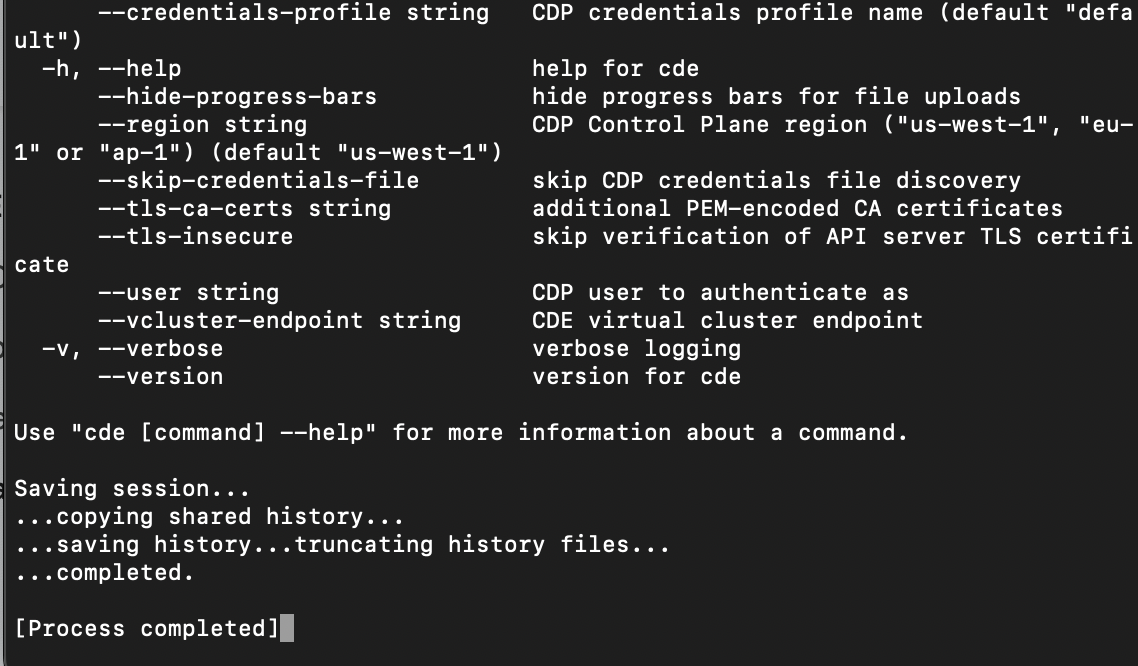 --credentials-profile string   CDP credentials profile name (default "defa
ult")
-h, --help                         help for cde
--hide-progress-bars           hide progress bars for file uploads
--region string                CDP Control Plane region ("us-west-1", "eu-
1" or "ap-1") (default "us-west-1")
--skip-credentials-file        skip CDP credentials file discovery
--tls-ca-certs string          additional PEM-encoded CA certificates
--tls-insecure                 skip verification of API server TLS certifi
cate
--user string                  CDP user to authenticate as
--vcluster-endpoint string     CDE virtual cluster endpoint
-v, --verbose                      verbose logging
--version                      version for cde
Use "cde [command] --help" for more information about a command.
Saving session...
...copying shared history...
...saving history...truncating history files...
...completed.
[Process completed]